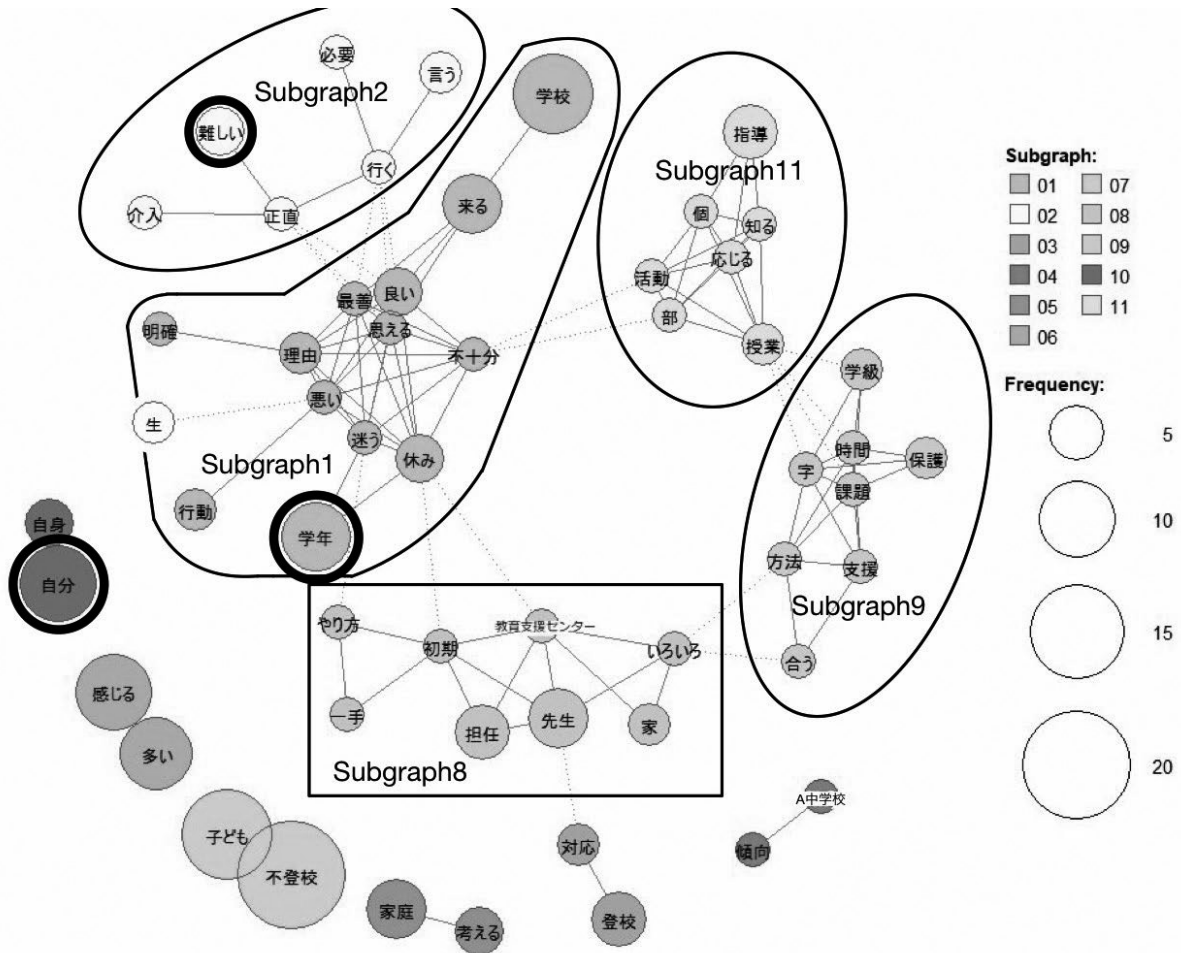 必要
言う
Subgraph2
学校
難しい
行く
介入
正直
来る
指導
Subgraph11
個
知る
応じる
活動
部
授業
最善
良い
明確
思える
理由
不十分
悪い
生
迷う
休み
Subgraph1
行動
学年
学級
時間
保護
字
課題
方法
支援
Subgraph9
合う
自身
自分
やり方
教育支援センター
初期
いろいろ
一手
担任
先生
家
Subgraph8
感じる
多い
子ども
不登校
家庭
考える
対応
登校
A中学校
傾向
Subgraph:
01 07
02 08
03 09
04 10
05 11
06
Frequency:
5
10
15
20